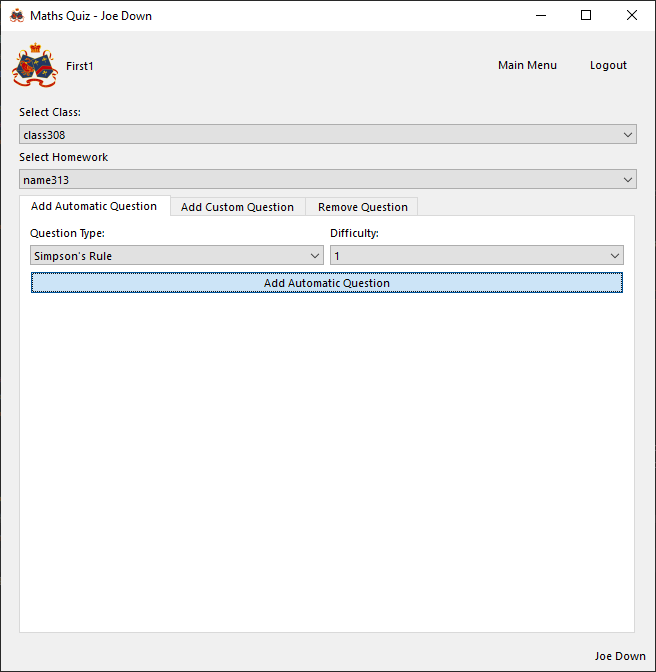 Maths Quiz - Joe Down
First1
Main Menu
Logout
Select Class:
class308
Select Homework
name313
Add Automatic Question
Add Custom Question
Remove Question
Question Type:
Difficulty:
Simpson's Rule
1
Add Automatic Question
Joe Down